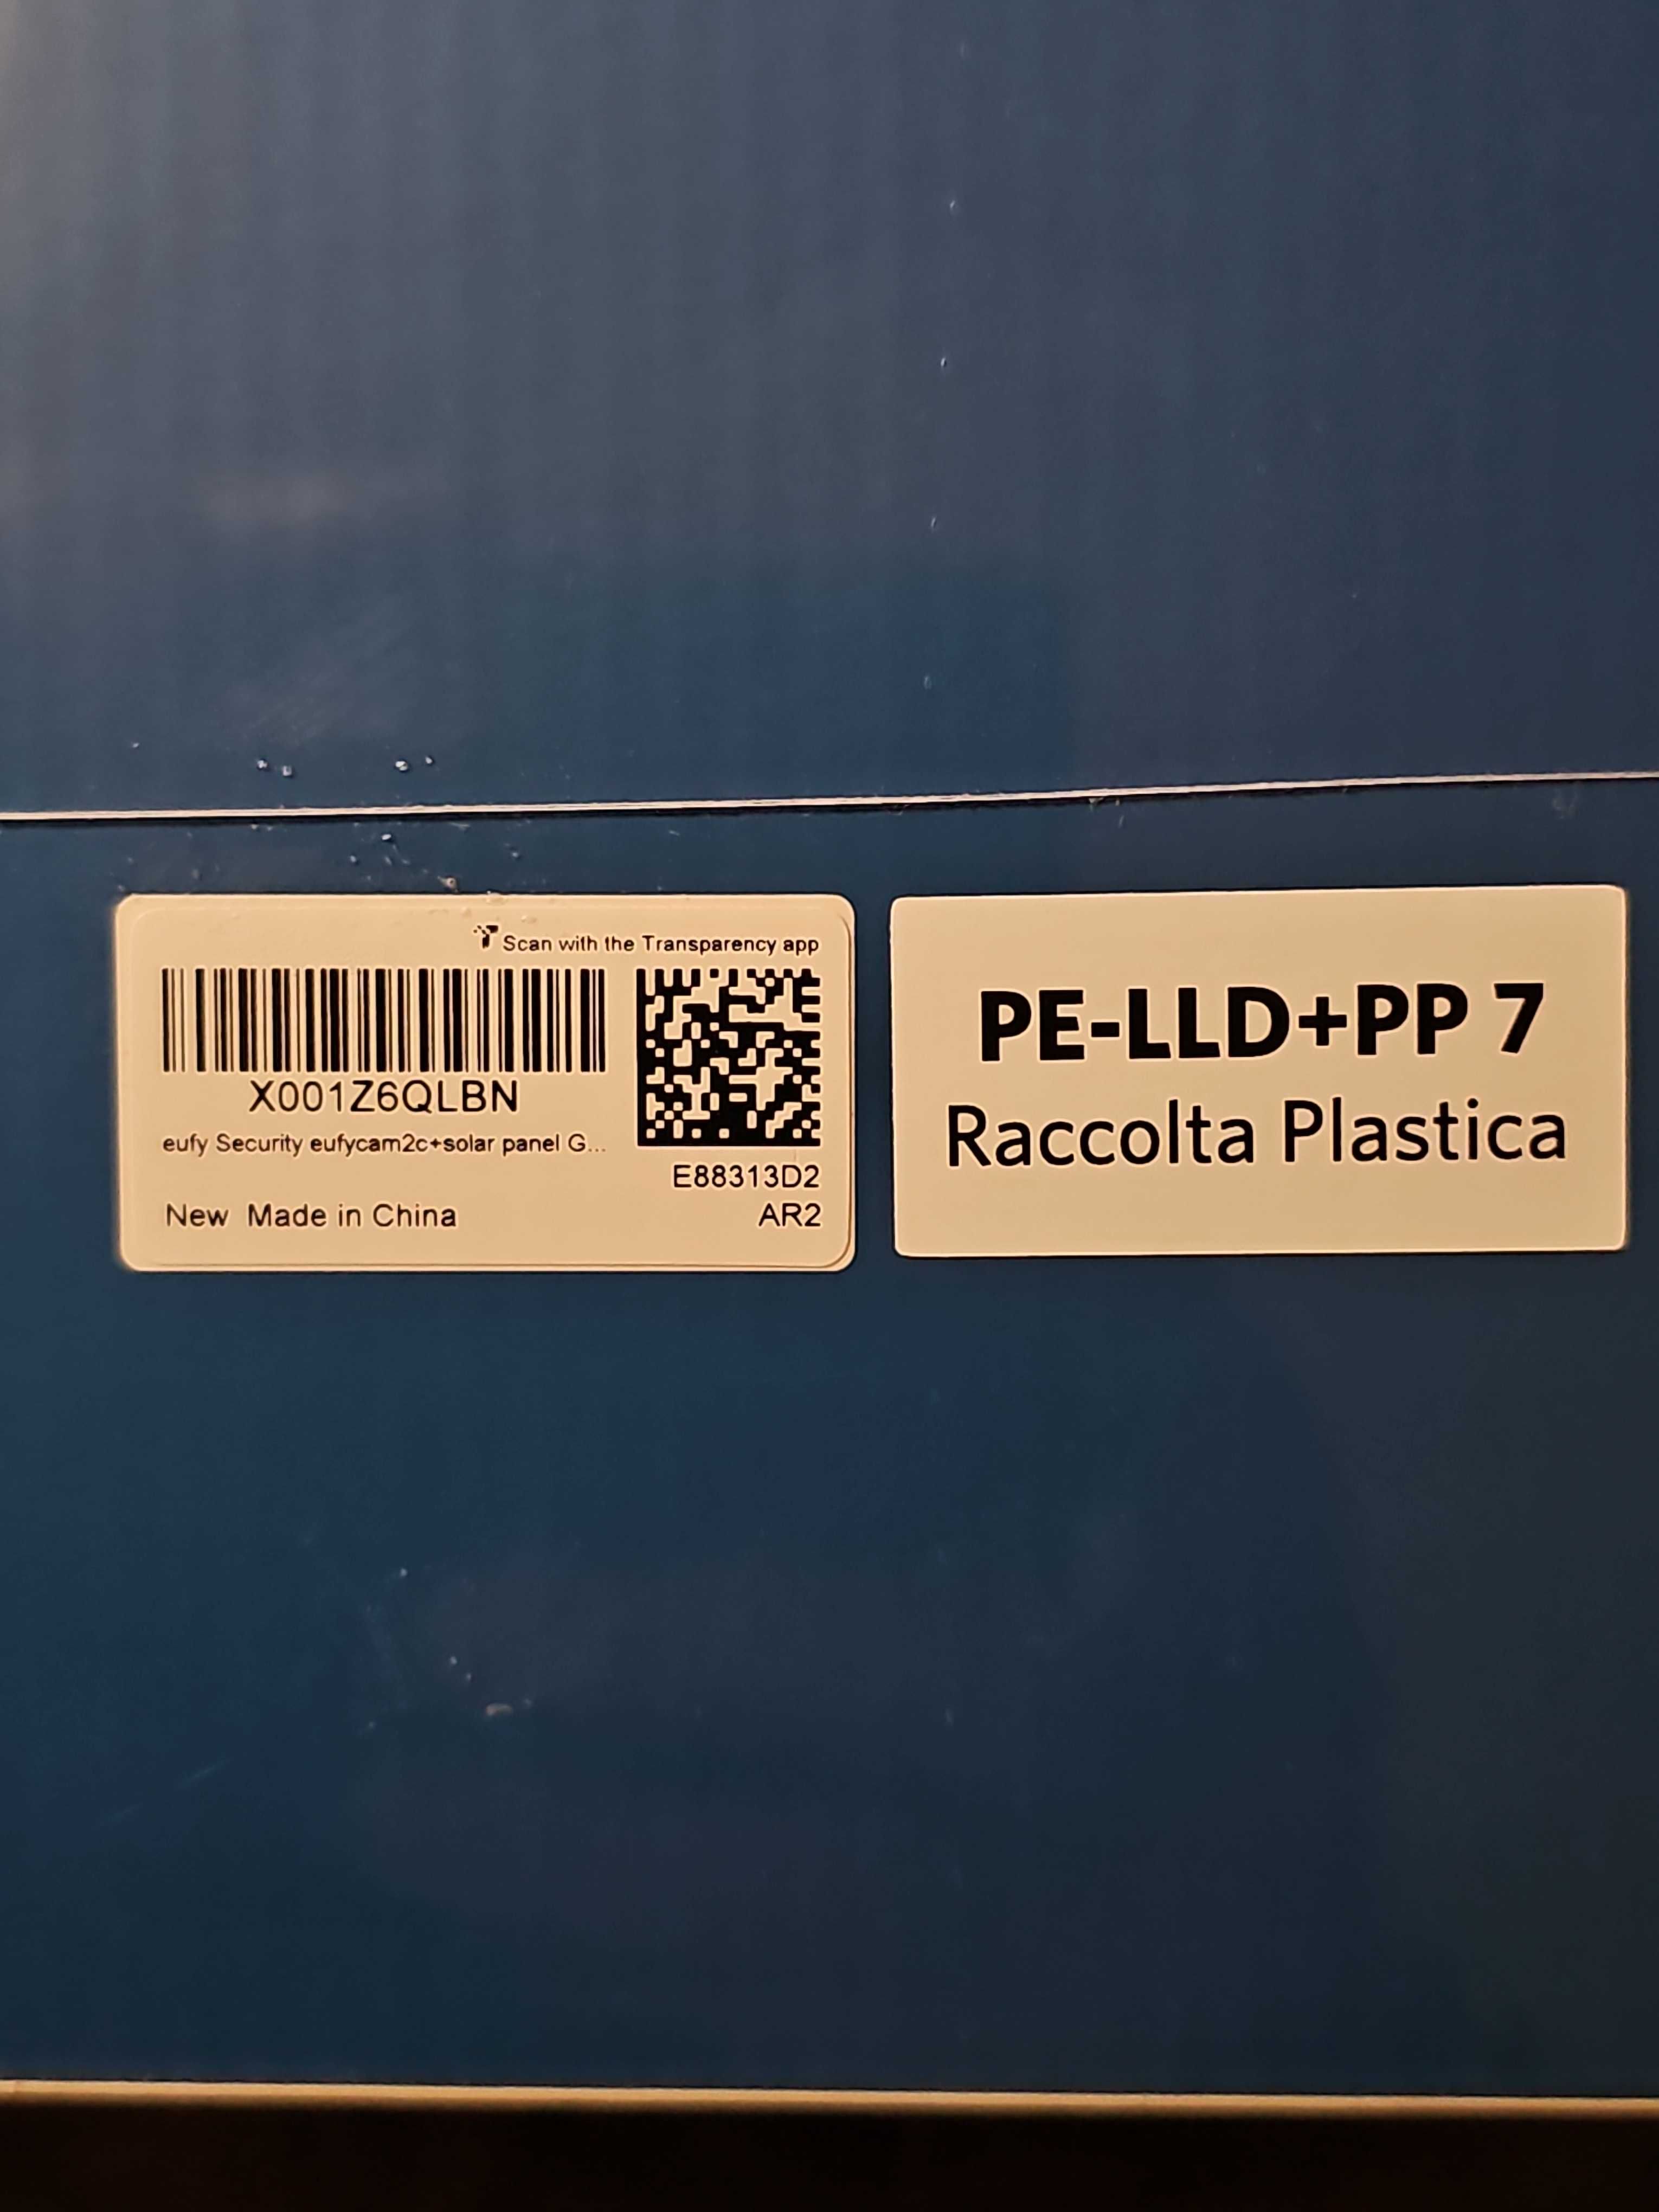 Scan with the Transparency app
X001Z6QLBN
eufy Security eufycam2c+solar panel G...
E88313D2
New Made in China
AR2
PE-LLD+PP 7
Raccolta Plastica